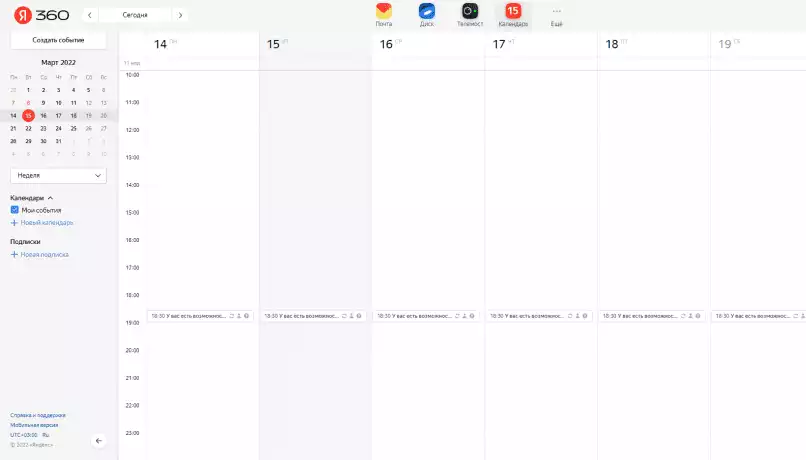 Я 360
Сегодня
Почта
Диск
Телемост
Календарь
Ещё
Создать событие
Март 2022
Пн Вт Ср Чт Пт Сб Вс
28 1 2 3 4 5 6
7 8 9 10 11 12 13
14 15 16 17 18 19 20
21 22 23 24 25 26 27
28 29 30 31 1 2 3
4 5 6 7 8 9 10
Неделя
Календари
Мои события
+ Новый календарь
Подписки
+ Новая подписка
Справка и поддержка
Мобильная версия
UTC+03:00 Ru
© 2022 «Яндекс»
14 ПН
15 ВТ
16 СР
17 ЧТ
18 ПТ
19 СБ
11 нед
10:00
11:00
12:00
13:00
14:00
15:00
16:00
17:00
18:00
18:30 У вас есть возможнос...
18:30 У вас есть возможнос...
18:30 У вас есть возможнос...
18:30 У вас есть возможнос...
18:30 У вас есть возможнос...
18:30 У вас есть возможнос...
19:00
20:00
21:00
22:00
23:00